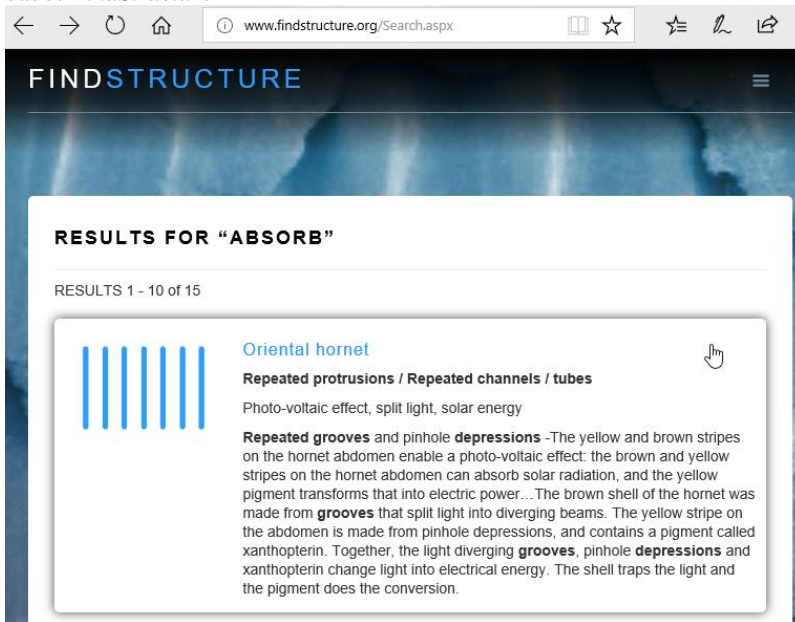 www.findstructure.org/Search.aspx
FINDSTRUCTURE
RESULTS FOR “ABSORB”
RESULTS 1 - 10 of 15
Oriental hornet
Repeated protrusions / Repeated channels / tubes
Photo-voltaic effect, split light, solar energy
Repeated grooves and pinhole depressions -The yellow and brown stripes
on the hornet abdomen enable a photo-voltaic effect: the brown and yellow
stripes on the hornet abdomen can absorb solar radiation, and the yellow
pigment transforms that into electric power…The brown shell of the hornet was
made from grooves that split light into diverging beams. The yellow stripe on
the abdomen is made from pinhole depressions, and contains a pigment called
xanthopterin. Together, the light diverging grooves, pinhole depressions and
xanthopterin change light into electrical energy. The shell traps the light and
the pigment does the conversion.